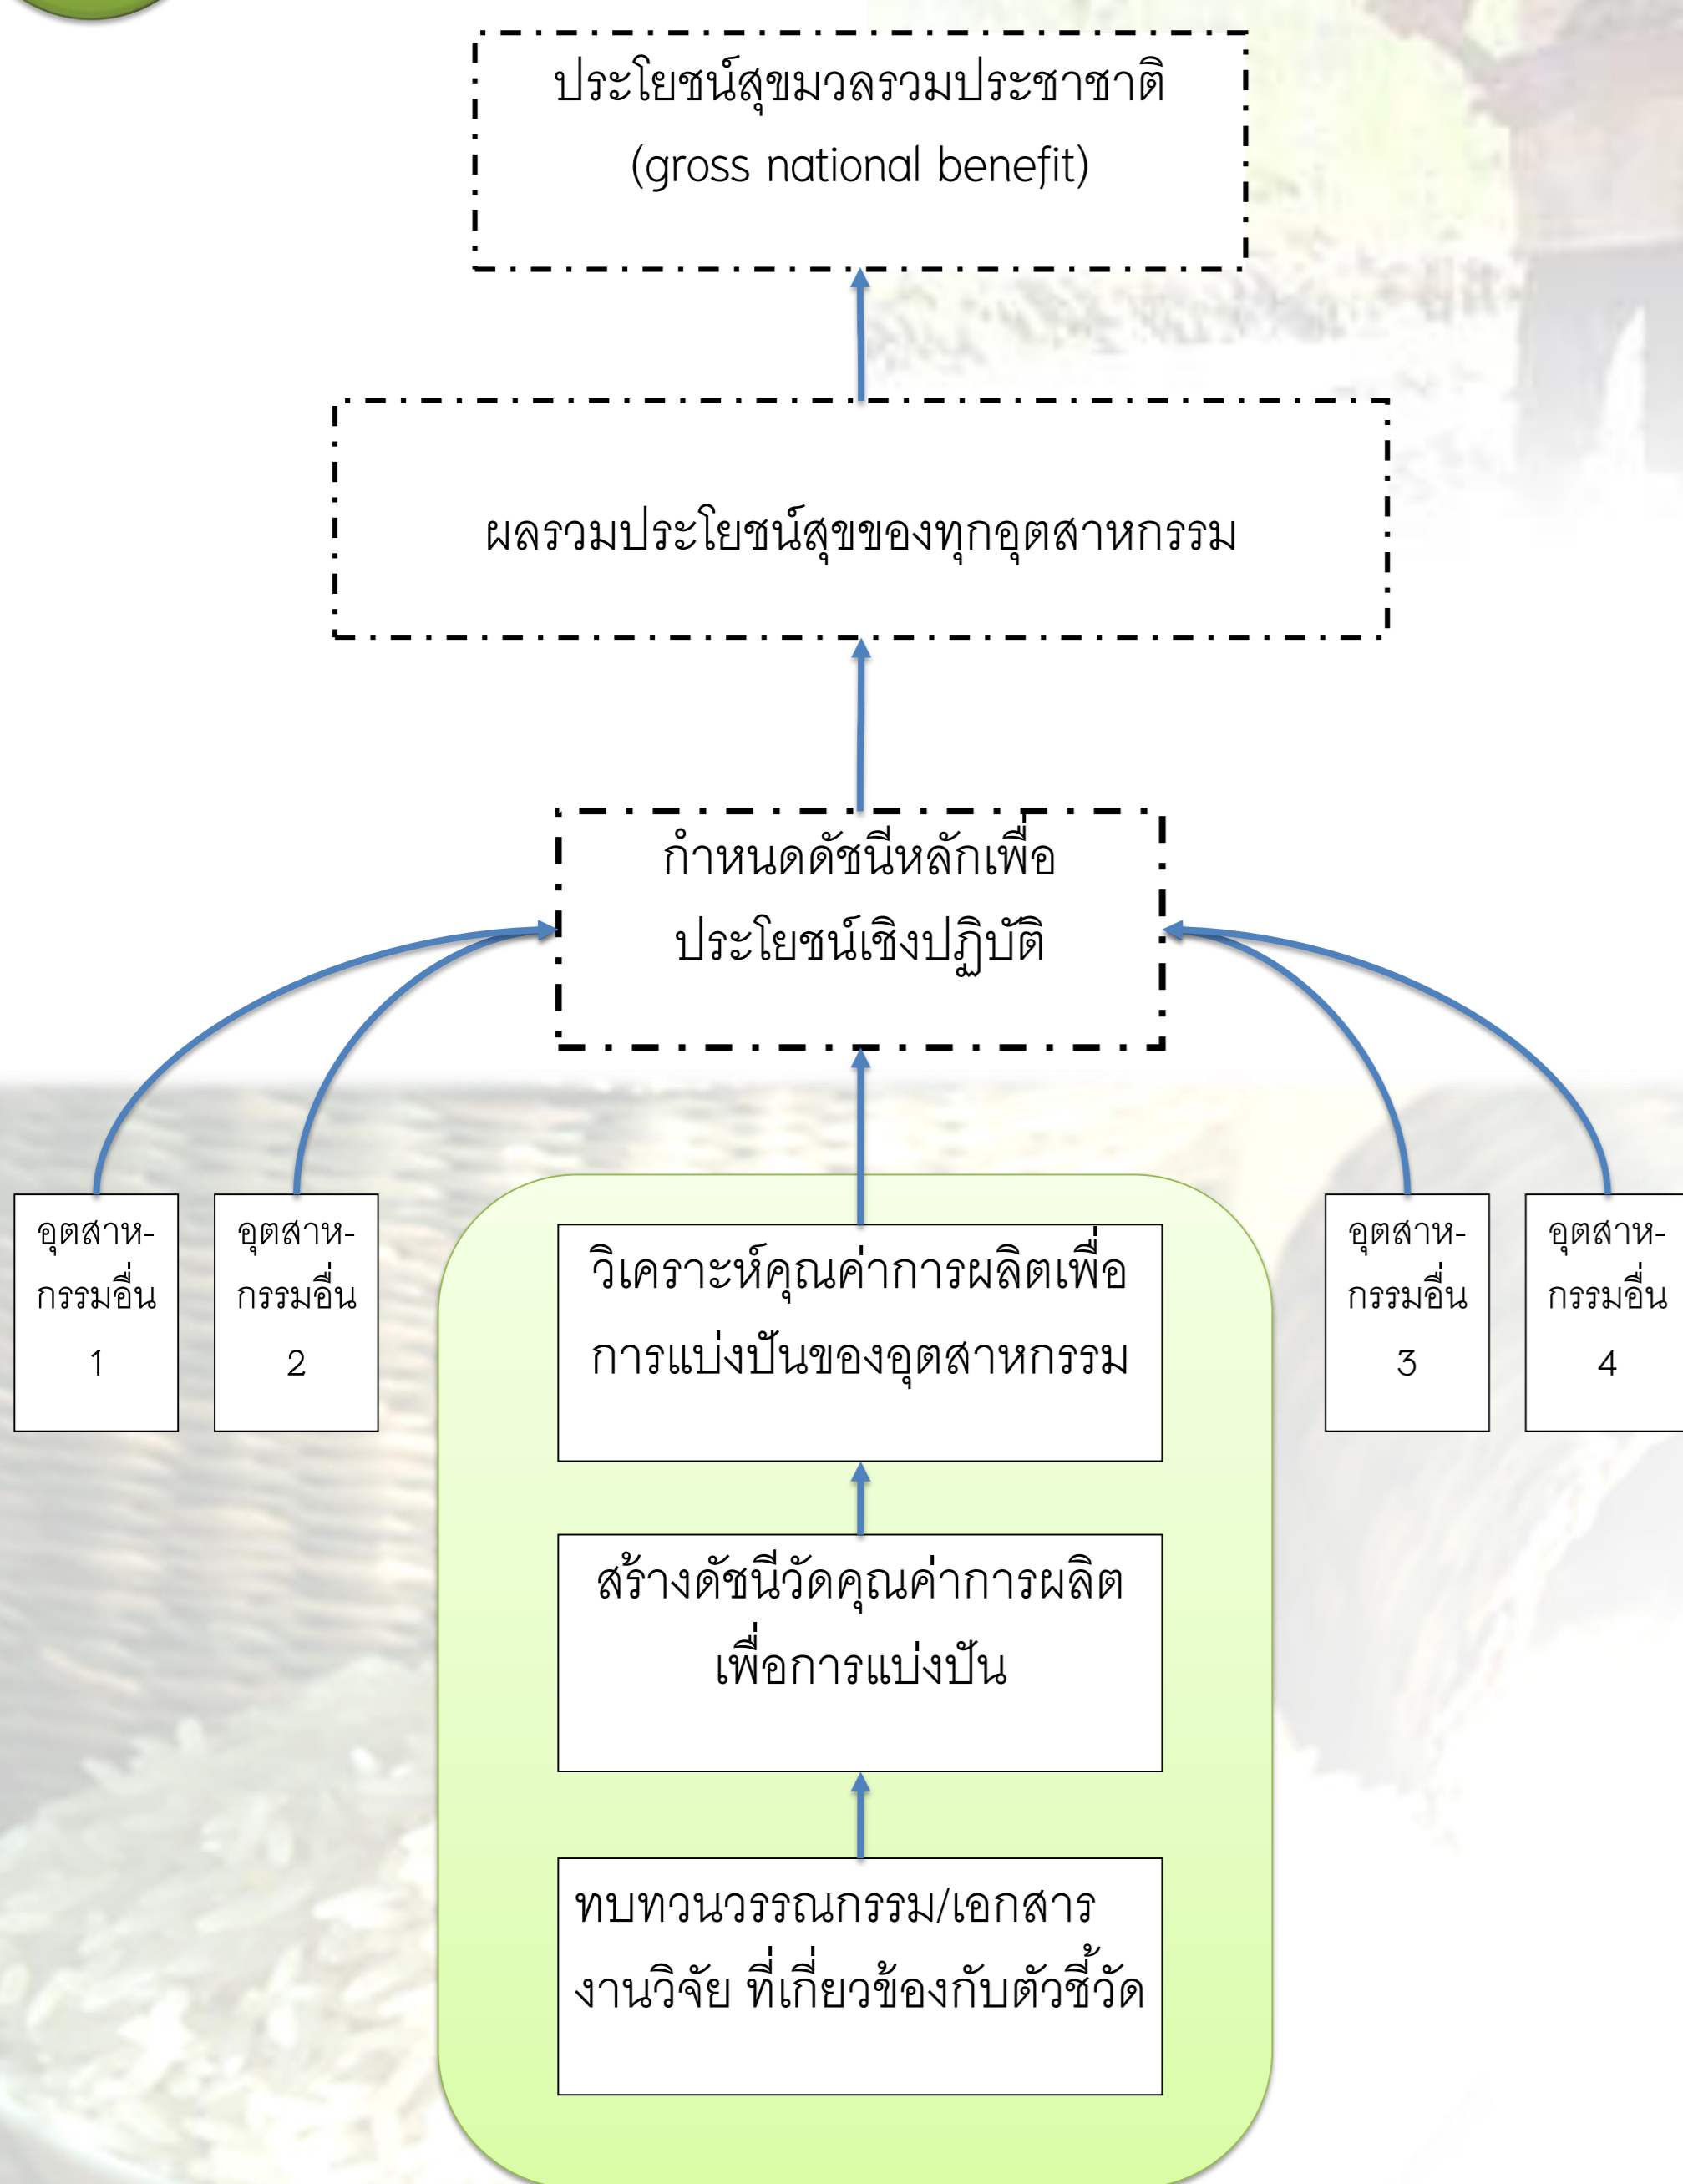 ประโยชน์สุขมวลรวมประชาชาติ
(gross national benefit)
ผลรวมประโยชน์สุขของทุกอุตสาหกรรม
กำหนดดัชนีหลักเพื่อ
ประโยชน์เชิงปฏิบัติ
อุตสาห-
กรรมอื่น
1
อุตสาห-
กรรมอื่น
2
วิเคราะห์คุณค่าการผลิตเพื่อ
การแบ่งปันของอุตสาหกรรม
อุตสาห-
กรรมอื่น
3
อุตสาห-
กรรมอื่น
4
สร้างดัชนีวัดคุณค่าการผลิต
เพื่อการแบ่งปัน
ทบทวนวรรณกรรม/เอกสาร
งานวิจัย ที่เกี่ยวข้องกับตัวชี้วัด